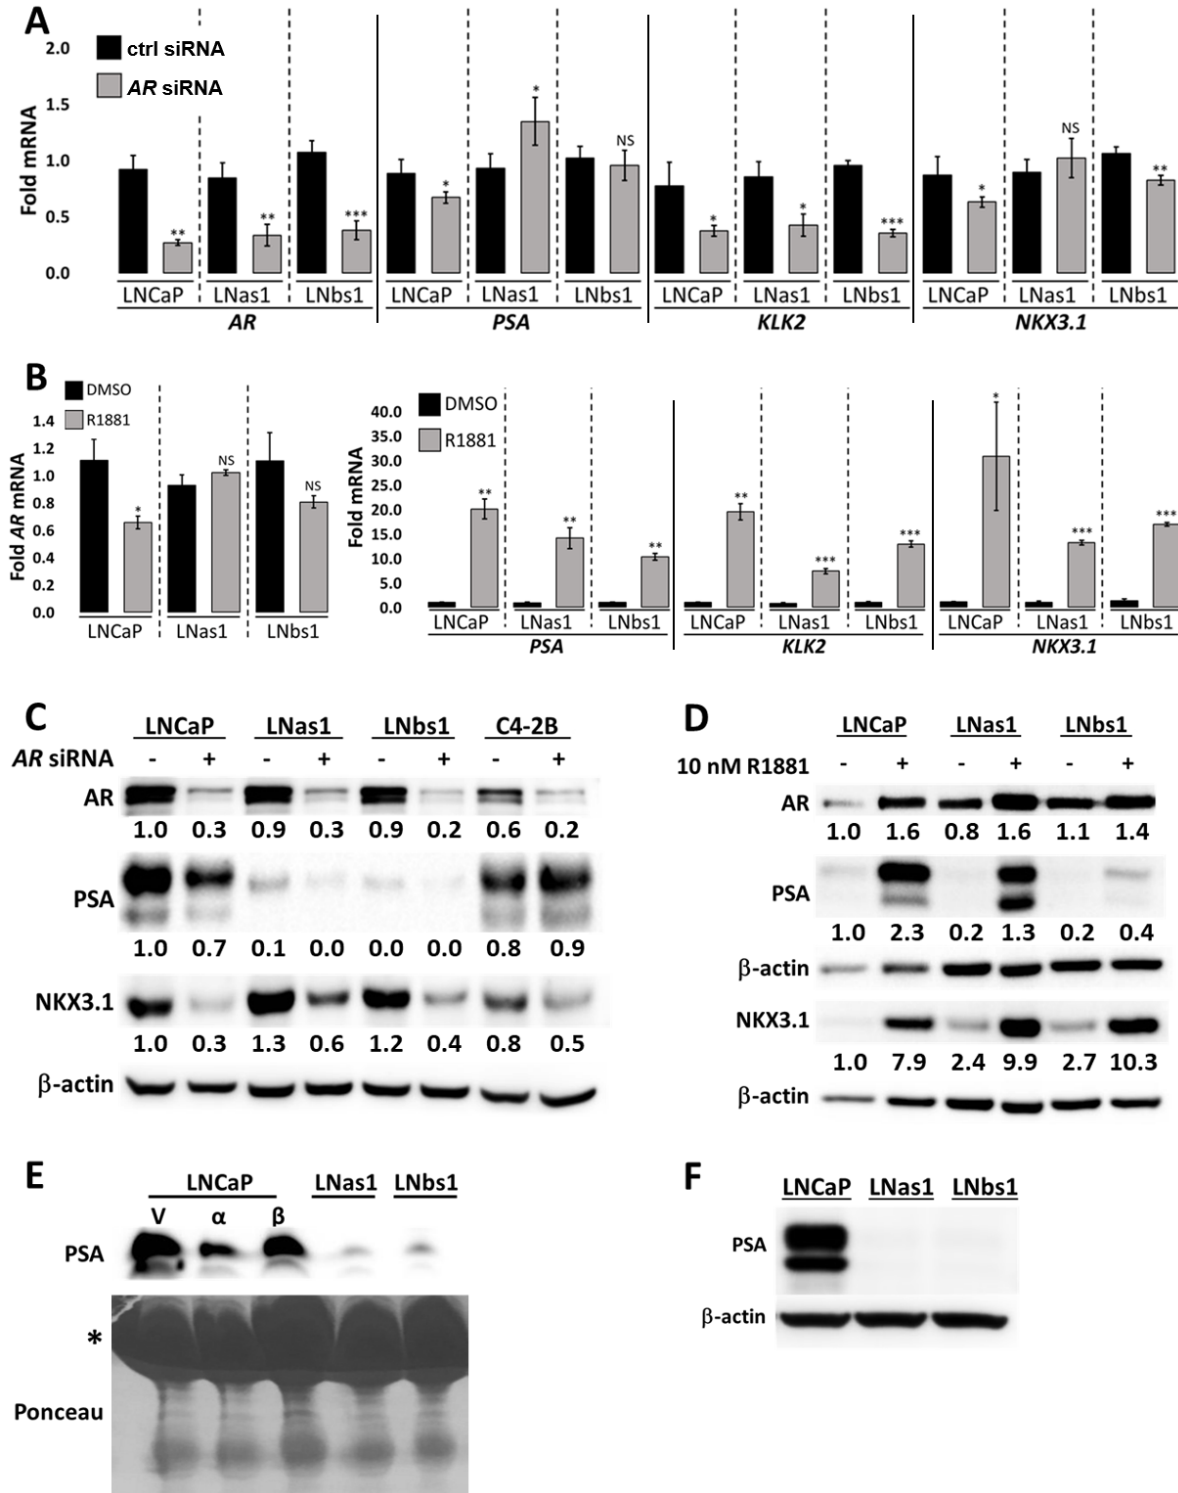 A
ctrl siRNA
AR siRNA
Fold mRNA
2.0
1.5
1.0
0.5
0.0
** ** *** * * NS * * *** * NS **
LNCaP LNas1 LNbs1 LNCaP LNas1 LNbs1 LNCaP LNas1 LNbs1 LNCaP LNas1 LNbs1
AR PSA KLK2 NKX3.1
B
DMSO
R1881
Fold AR mRNA
1.4
1.2
1.0
0.8
0.6
0.4
0.2
0.0
* NS NS
LNCaP LNas1 LNbs1
DMSO
R1881
Fold mRNA
40.0
35.0
30.0
25.0
20.0
15.0
10.0
5.0
0.0
** ** ** ** *** *** * *** ***
LNCaP LNas1 LNbs1 LNCaP LNas1 LNbs1 LNCaP LNas1 LNbs1
PSA KLK2 NKX3.1
C
LNCaP LNas1 LNbs1 C4-2B
AR siRNA - + - + - + - +
AR
1.0 0.3 0.9 0.3 0.9 0.2 0.6 0.2
PSA
1.0 0.7 0.1 0.0 0.0 0.0 0.8 0.9
NKX3.1
1.0 0.3 1.3 0.6 1.2 0.4 0.8 0.5
β-actin
D
LNCaP LNas1 LNbs1
10 nM R1881 - + - + - +
AR
1.0 1.6 0.8 1.6 1.1 1.4
PSA
1.0 2.3 0.2 1.3 0.2 0.4
β-actin
NKX3.1
1.0 7.9 2.4 9.9 2.7 10.3
β-actin
E
LNCaP LNas1 LNbs1
V α β
PSA
*
Ponceau
F
LNCaP LNas1 LNbs1
PSA
β-actin